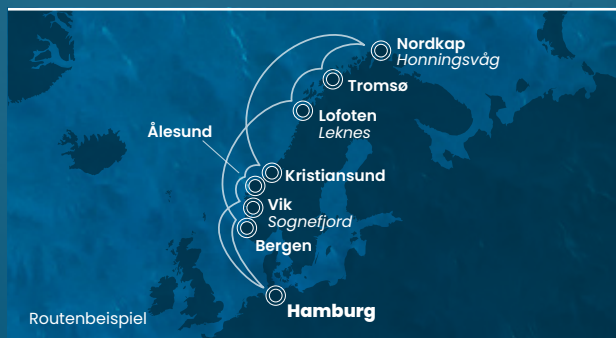 Nordkap
Honningsvåg
Tromsø
Lofoten
Leknes
Ålesund
Kristiansund
Vik
Sognefjord
Bergen
Hamburg
Routenbeispiel